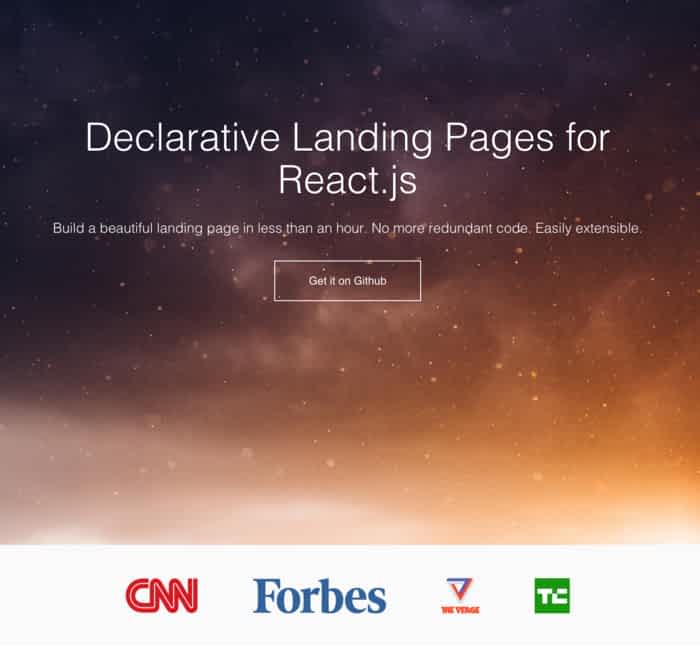 Declarative Landing Pages for
React.js
Build a beautiful landing page in less than an hour. No more redundant code. Easily extensible.
Get it on Github
CNN Forbes THE VERGE TC